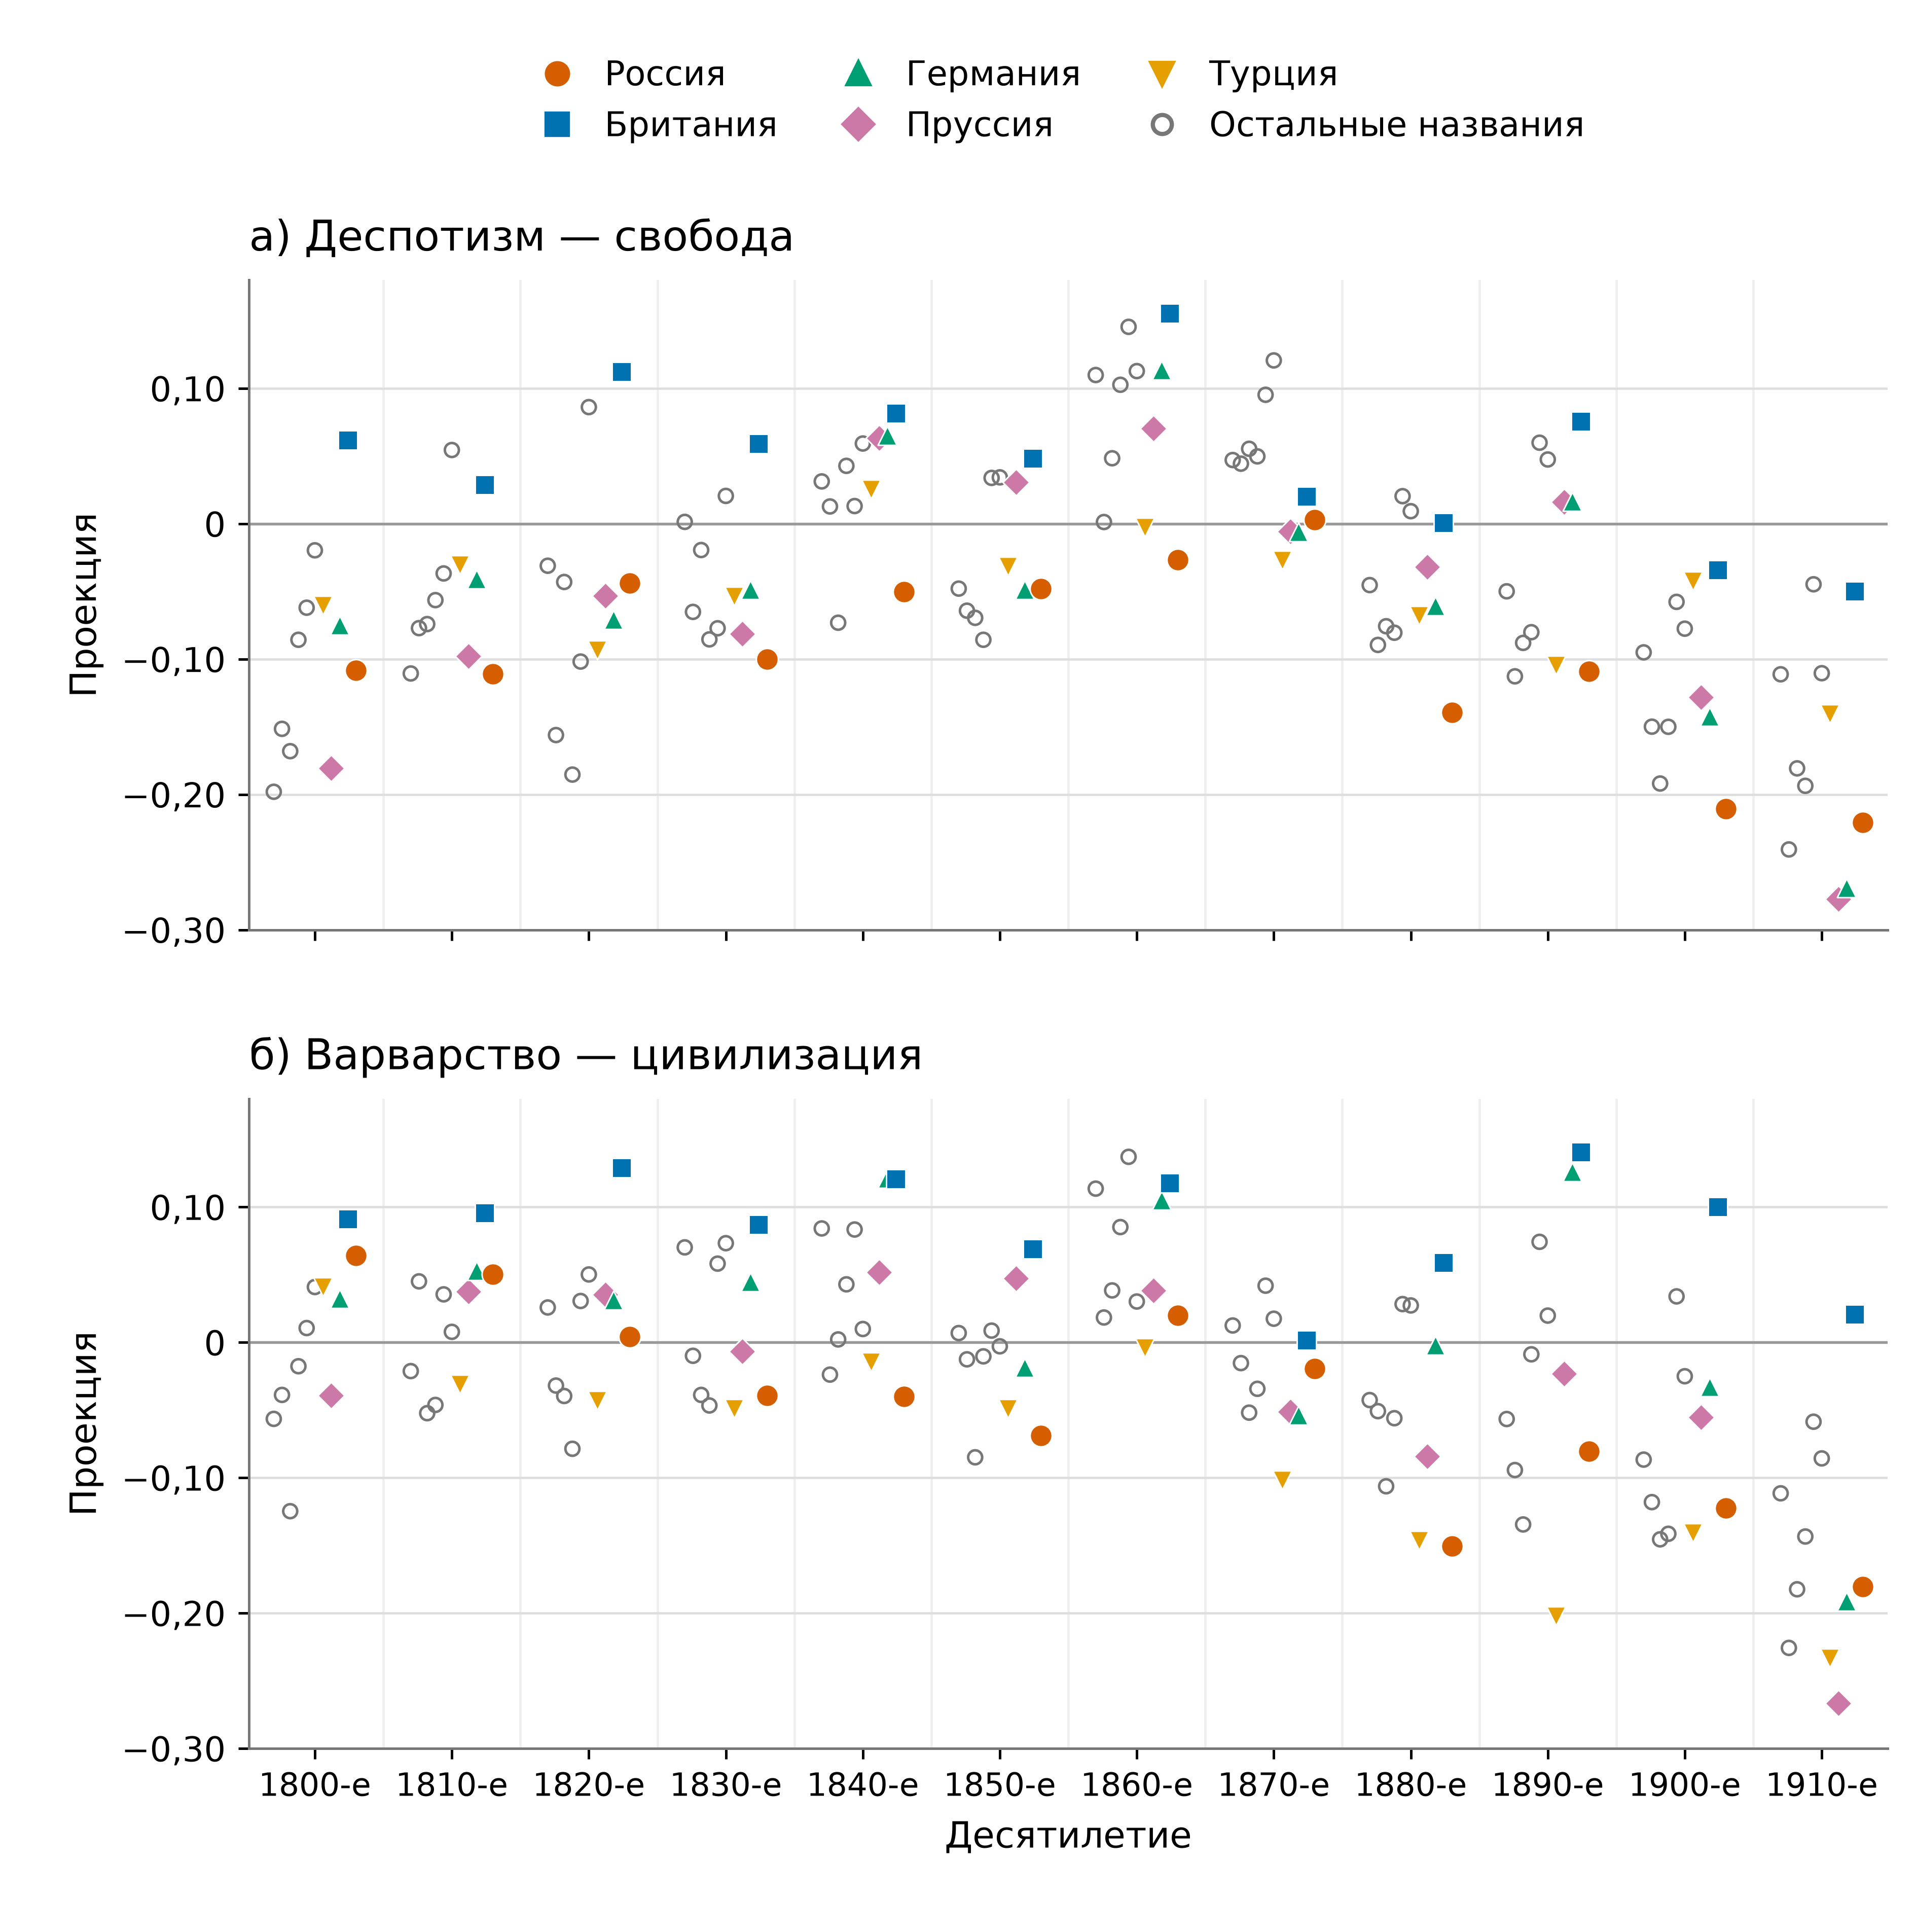 Россия
Германия
Турция
Британия
Пруссия
Остальные названия
а) Деспотизм — свобода
Проекция
0,10
0
−0,10
−0,20
−0,30
б) Варварство — цивилизация
Проекция
0,10
0
−0,10
−0,20
−0,30
1800-е 1810-е 1820-е 1830-е 1840-е 1850-е 1860-е 1870-е 1880-е 1890-е 1900-е 1910-е
Десятилетие